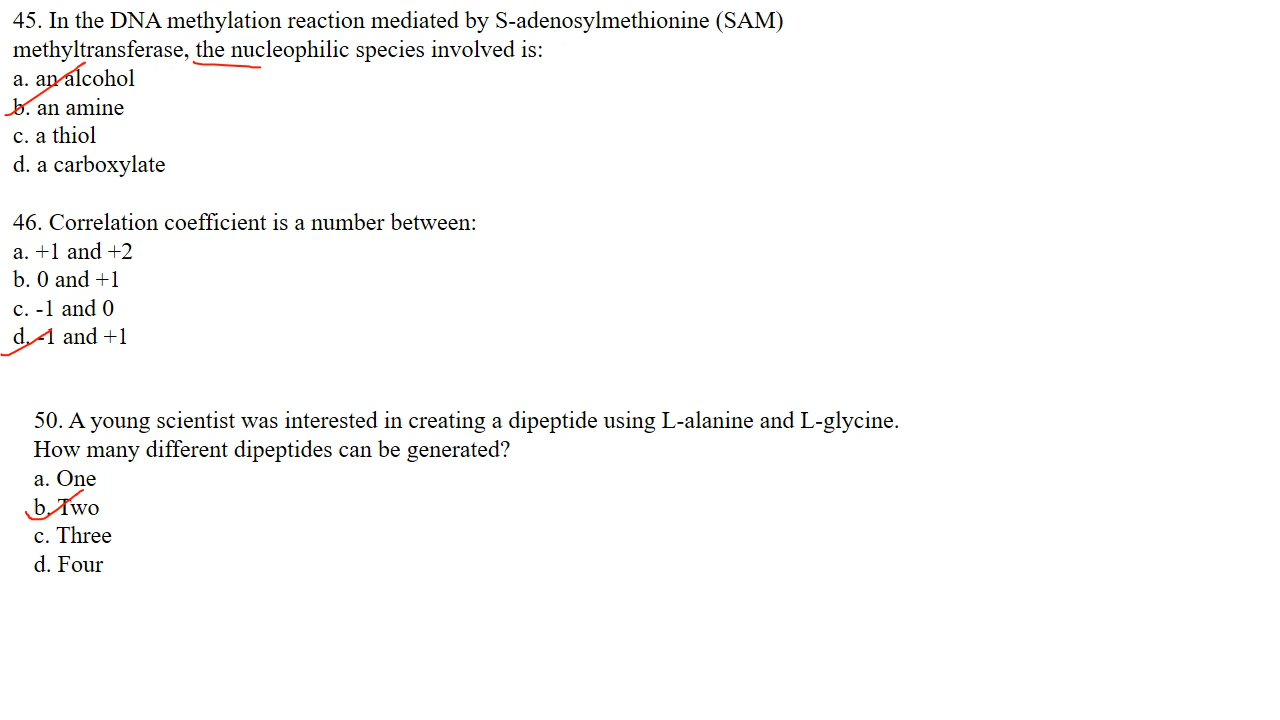 45. In the DNA methylation reaction mediated by S-adenosylmethionine (SAM)
methyltransferase, the nucleophilic species involved is:
a. an alcohol
b. an amine
c. a thiol
d. a carboxylate
46. Correlation coefficient is a number between:
a. +1 and +2
b. 0 and +1
c. -1 and 0
d. -1 and +1
50. A young scientist was interested in creating a dipeptide using L-alanine and L-glycine.
How many different dipeptides can be generated?
a. One
b. Two
c. Three
d. Four